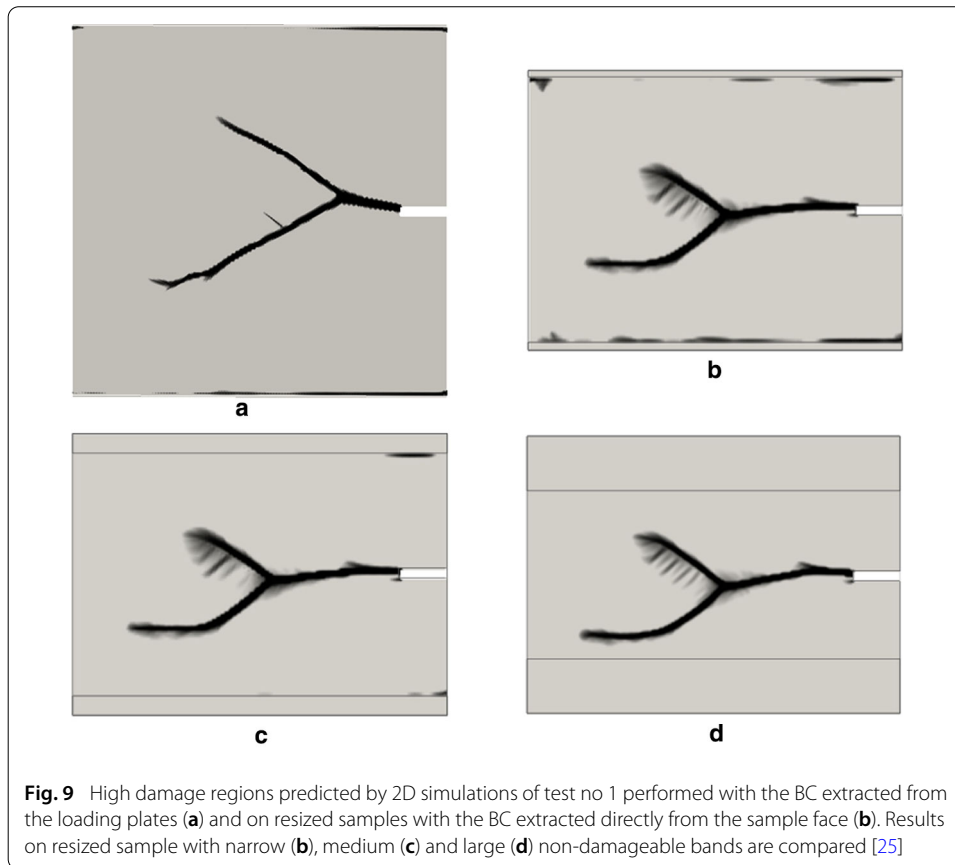 a
b
c
d
Fig. 9 High damage regions predicted by 2D simulations of test no 1 performed with the BC extracted from
the loading plates (a) and on resized samples with the BC extracted directly from the sample face (b). Results
on resized sample with narrow (b), medium (c) and large (d) non-damageable bands are compared [25]